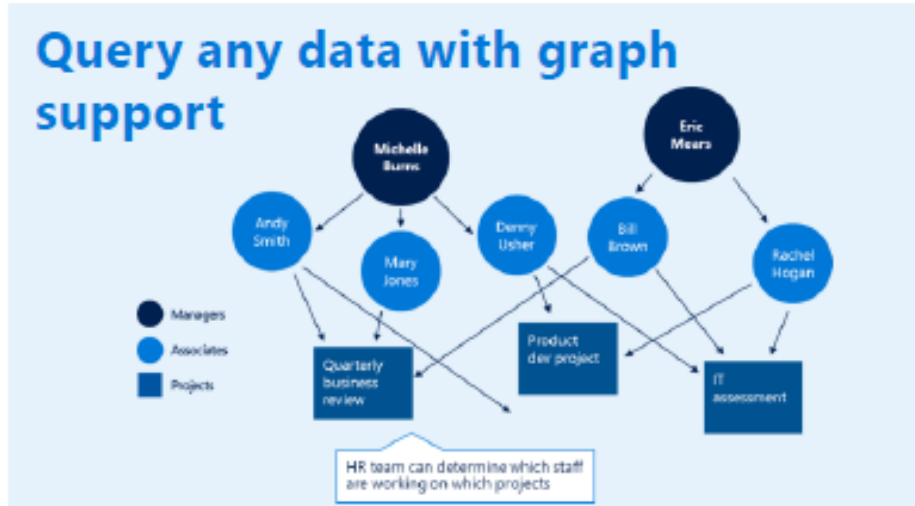 Query any data with graph
support
Michelle
Burns
Eric
Mears
Andy
Smith
Mary
Jones
Denny
Usher
Bill
Brown
Rachel
Hogan
Managers
Associates
Projects
Quarterly
business
review
Product
dev project
IT
assessment
HR team can determine which staff
are working on which projects